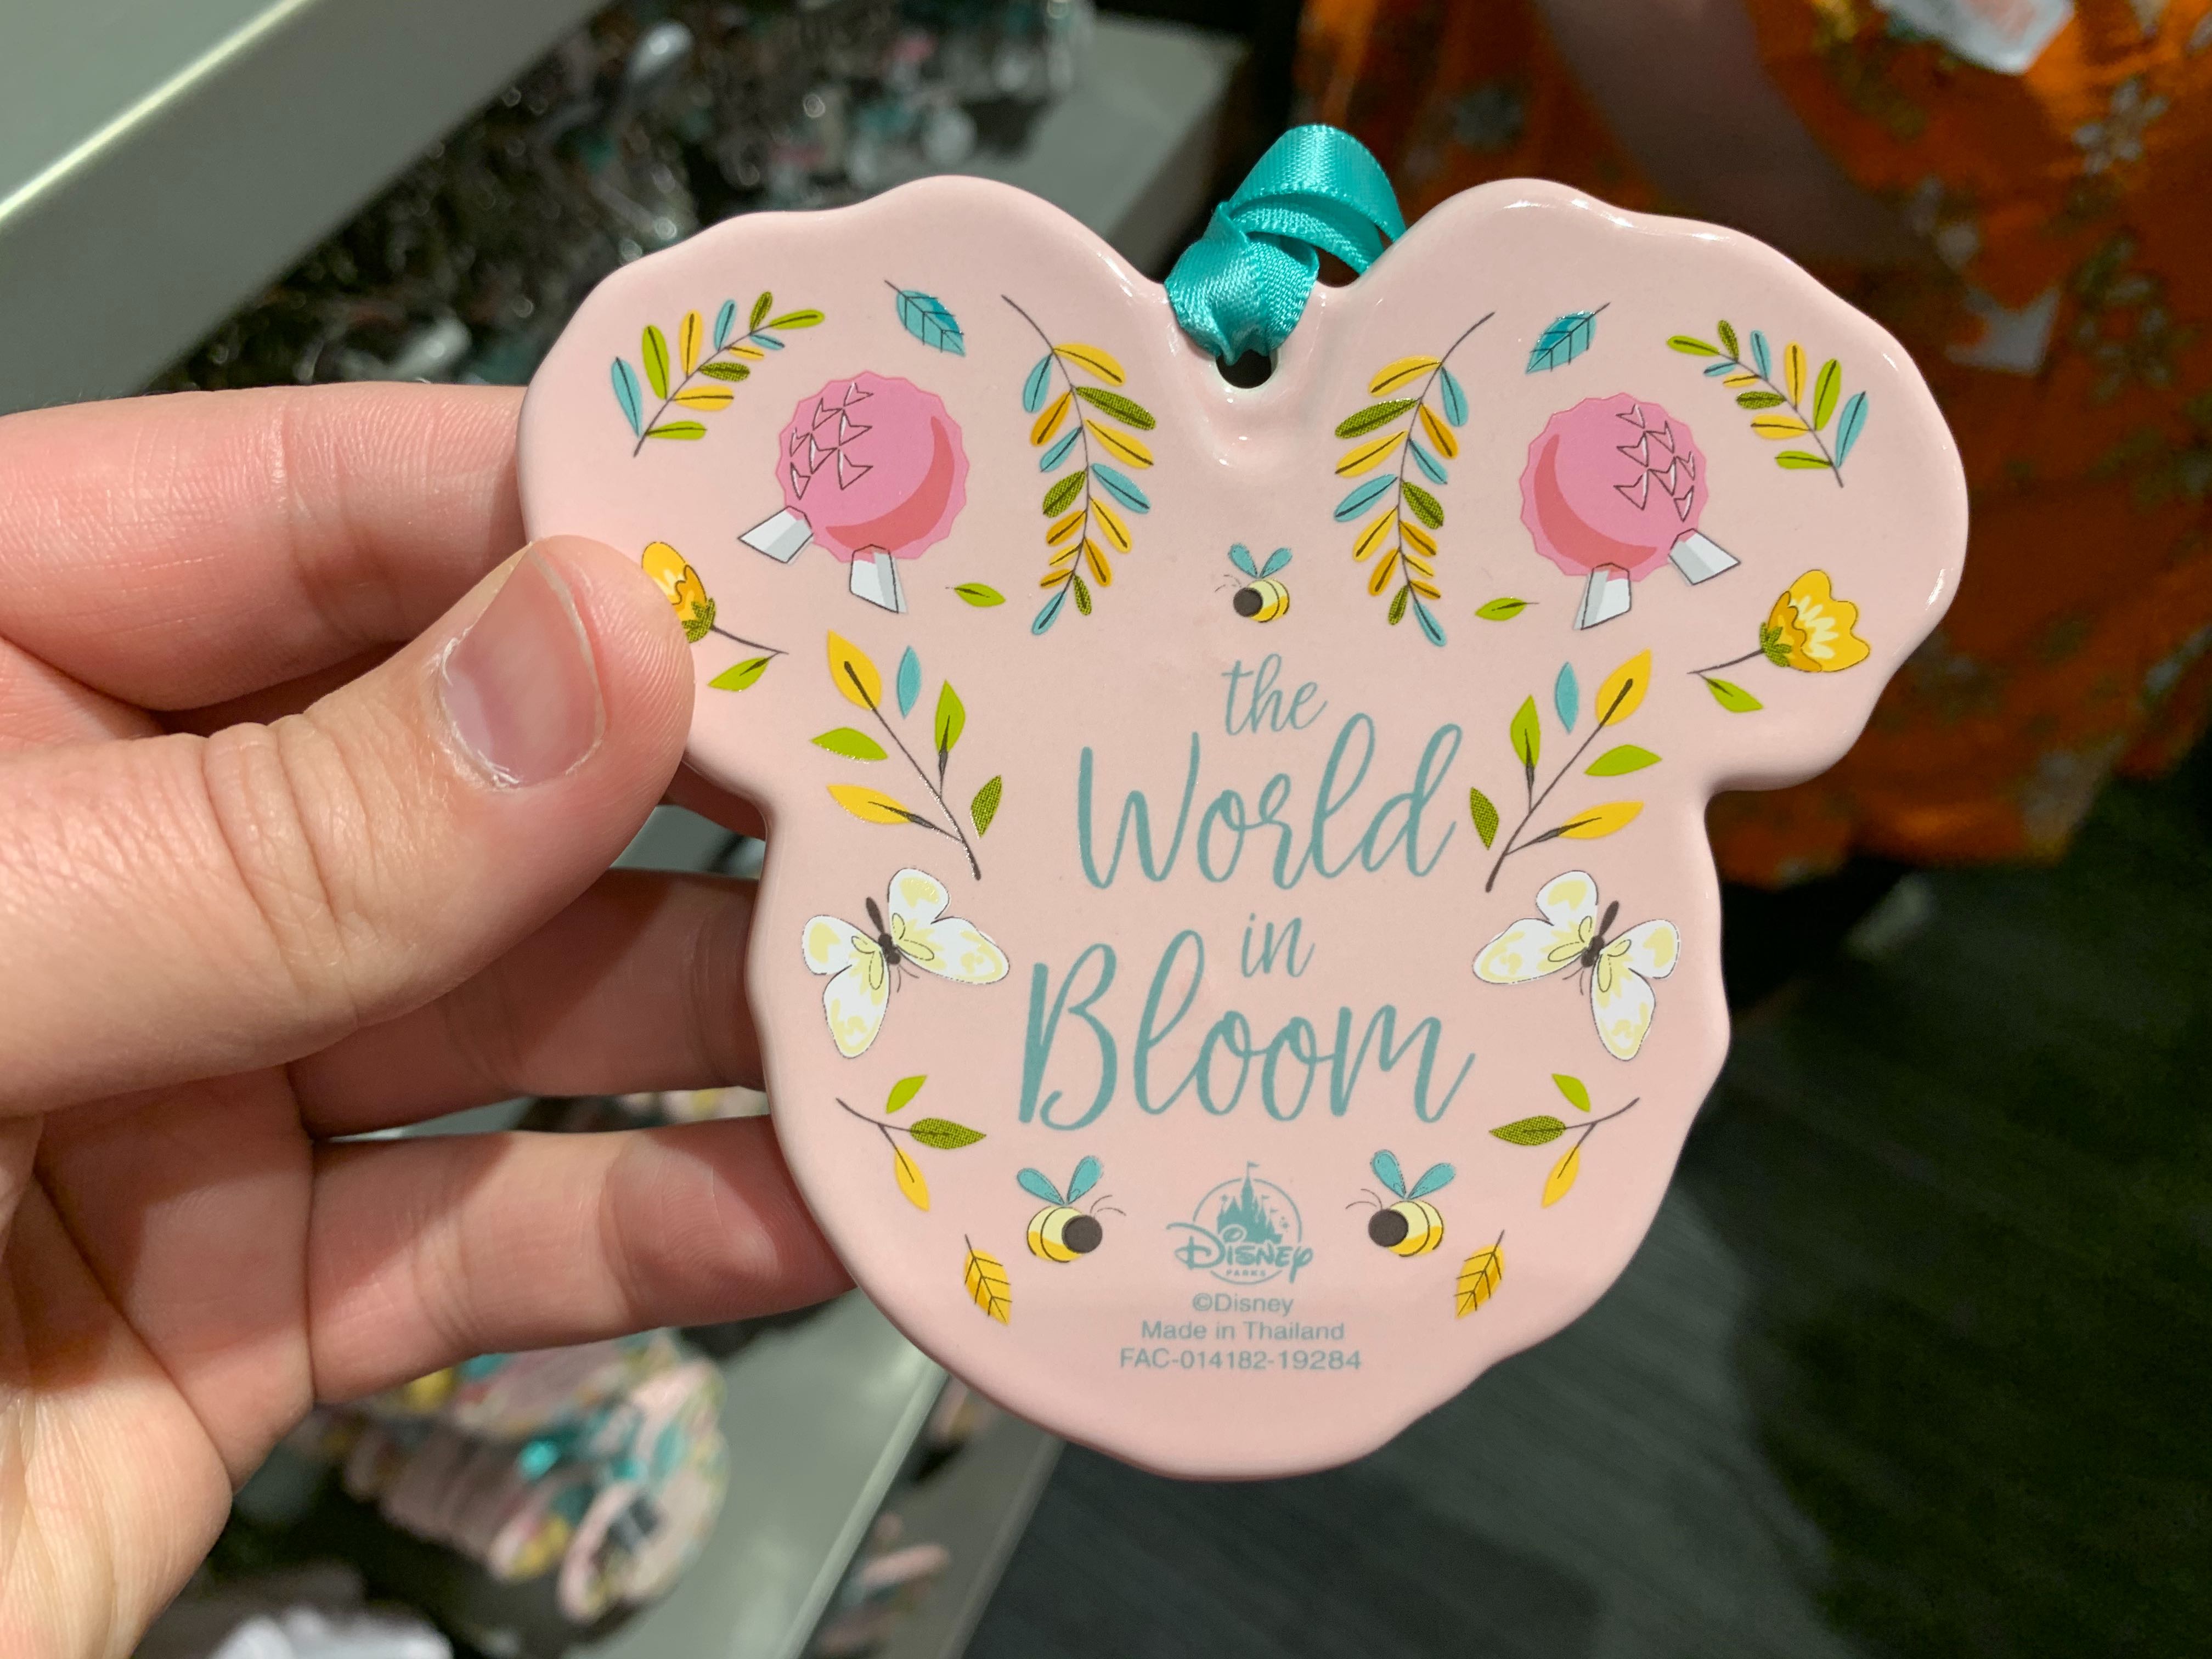 the
World
in
Bloom
Disney
PARKS
©Disney
Made in Thailand
FAC-014182-19284